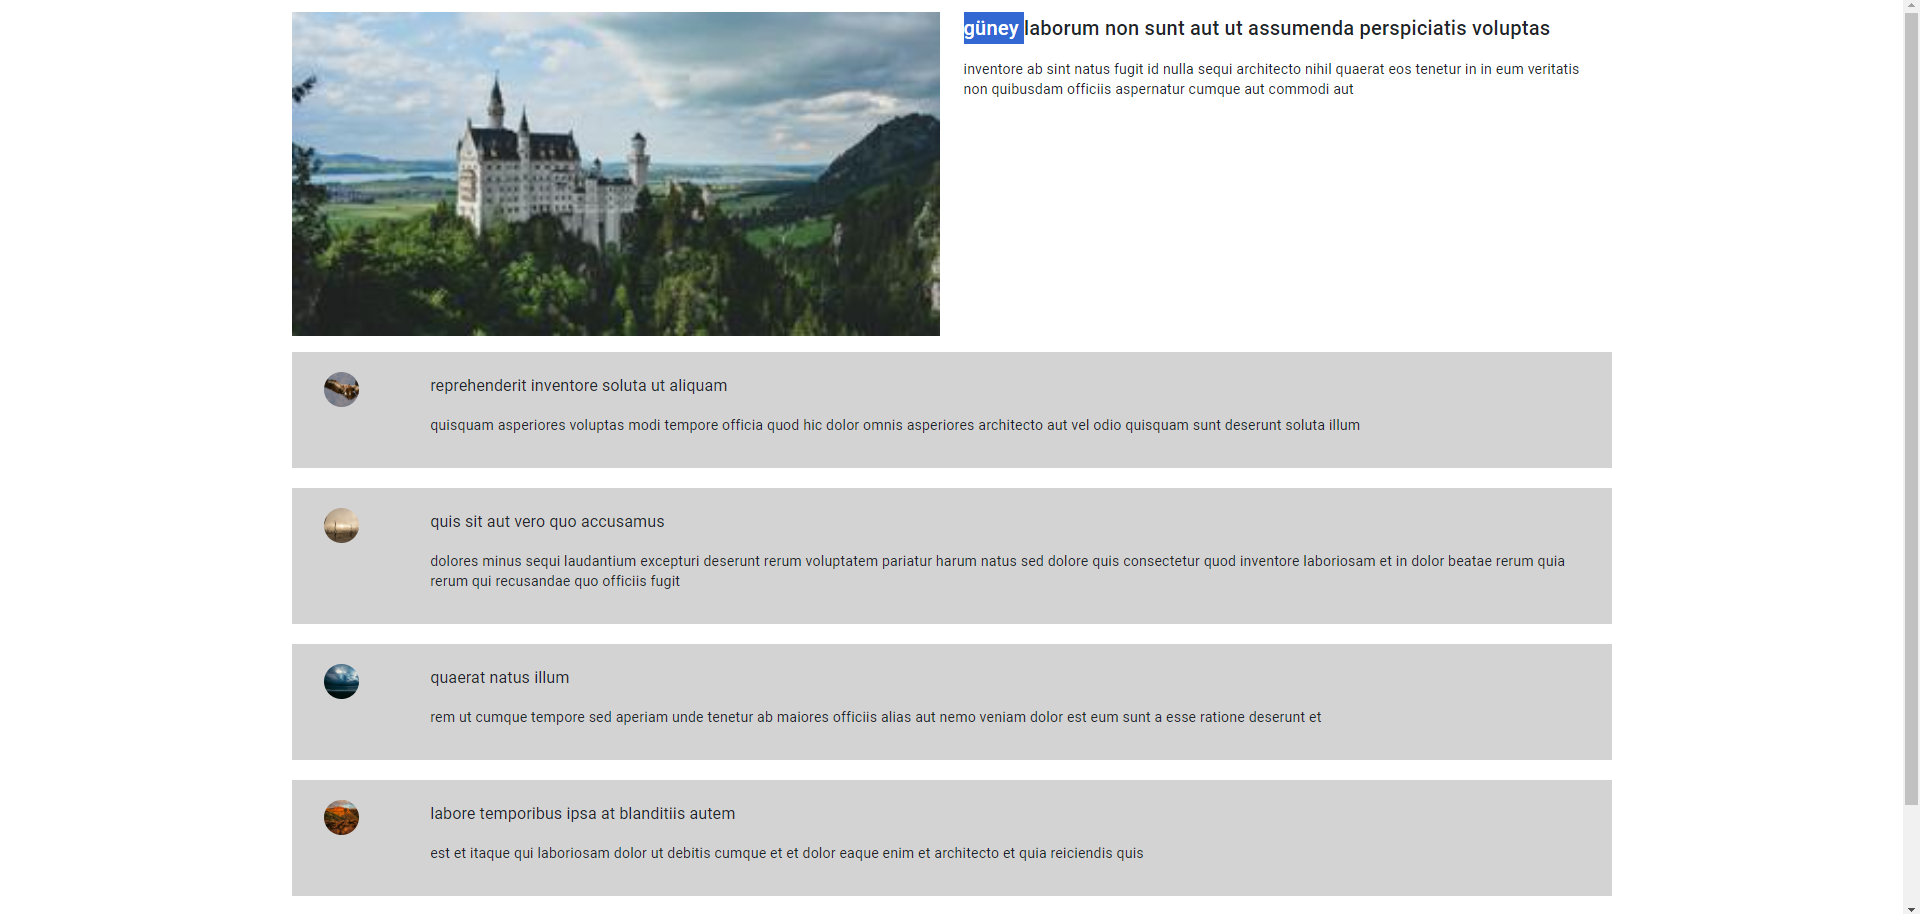 güney laborum non sunt aut ut assumenda perspiciatis voluptas
inventore ab sint natus fugit id nulla sequi architecto nihil quaerat eos tenetur in in eum veritatis
non quibusdam officiis aspernatur cumque aut commodi aut
reprehenderit inventore soluta ut aliquam
quisquam asperiores voluptas modi tempore officia quod hic dolor omnis asperiores architecto aut vel odio quisquam sunt deserunt soluta illum
quis sit aut vero quo accusamus
dolores minus sequi laudantium excepturi deserunt rerum voluptatem pariatur harum natus sed dolore quis consectetur quod inventore laboriosam et in dolor beatae rerum quia
rerum qui recusandae quo officiis fugit
quaerat natus illum
rem ut cumque tempore sed aperiam unde tenetur ab maiores officiis alias aut nemo veniam dolor est eum sunt a esse ratione deserunt et
labore temporibus ipsa at blanditiis autem
est et itaque qui laboriosam dolor ut debitis cumque et et dolor eaque enim et architecto et quia reiciendis quis